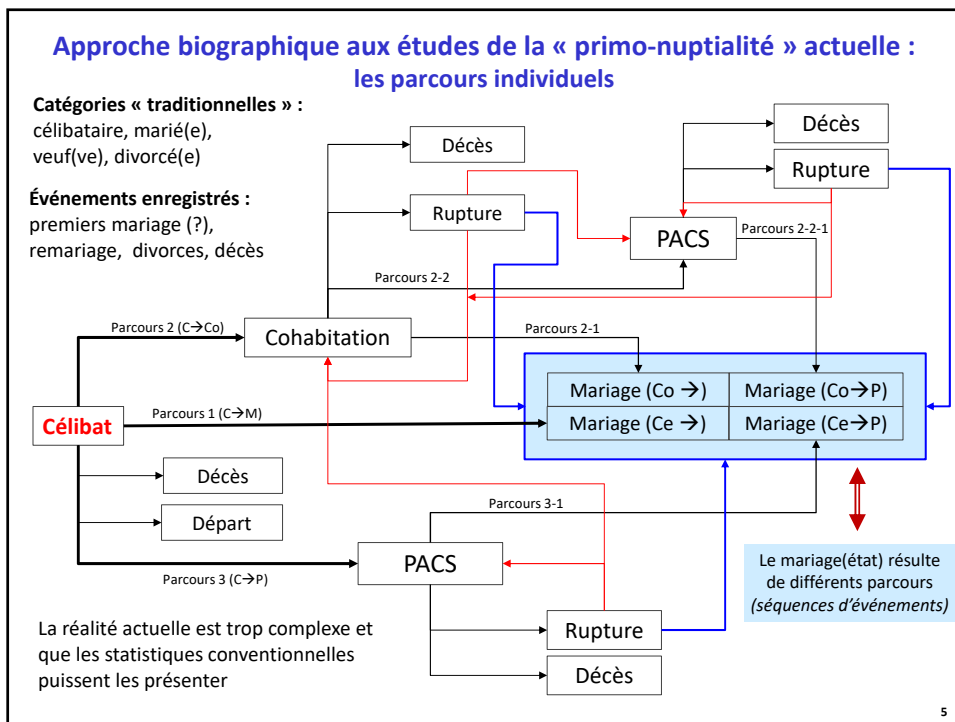 Approche biographique aux études de la « primo-nuptialité » actuelle :
les parcours individuels
Catégories « traditionnelles » :
célibataire, marié(e),
veuf(ve), divorcé(e)
Événements enregistrés :
premiers mariage (?),
remariage, divorces, décès
Décès
Rupture
Décès
Rupture
PACS
Parcours 2-2-1
Parcours 2-2
Parcours 2 (C→Co)
Cohabitation
Parcours 2-1
Mariage (Co →)
Mariage (Co→P)
Mariage (Ce →)
Mariage (Ce→P)
Célibat
Parcours 1 (C→M)
Décès
Départ
Parcours 3-1
PACS
Parcours 3 (C→P)
Rupture
Décès
Le mariage(état) résulte
de différents parcours
(séquences d’événements)
La réalité actuelle est trop complexe et
que les statistiques conventionnelles
puissent les présenter
5